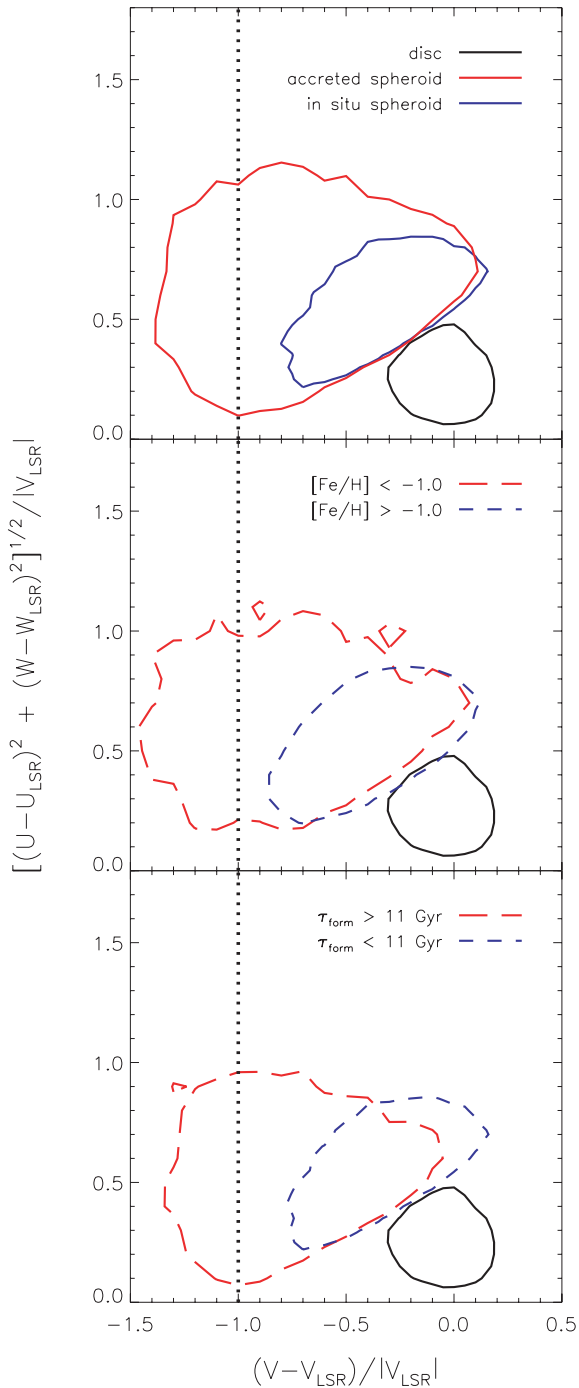 disc
accreted spheroid
in situ spheroid
1.5
1.0
0.5
0.0
[Fe/H] < −1.0
[Fe/H] > −1.0
1.5
1.0
0.5
0.0
τform > 11 Gyr
τform < 11 Gyr
1.5
1.0
0.5
0.0
−1.5 −1.0 −0.5 0.0 0.5
(V−VLSR)/|VLSR|
[(U−ULSR)2 + (W−WLSR)2]1/2/|VLSR|